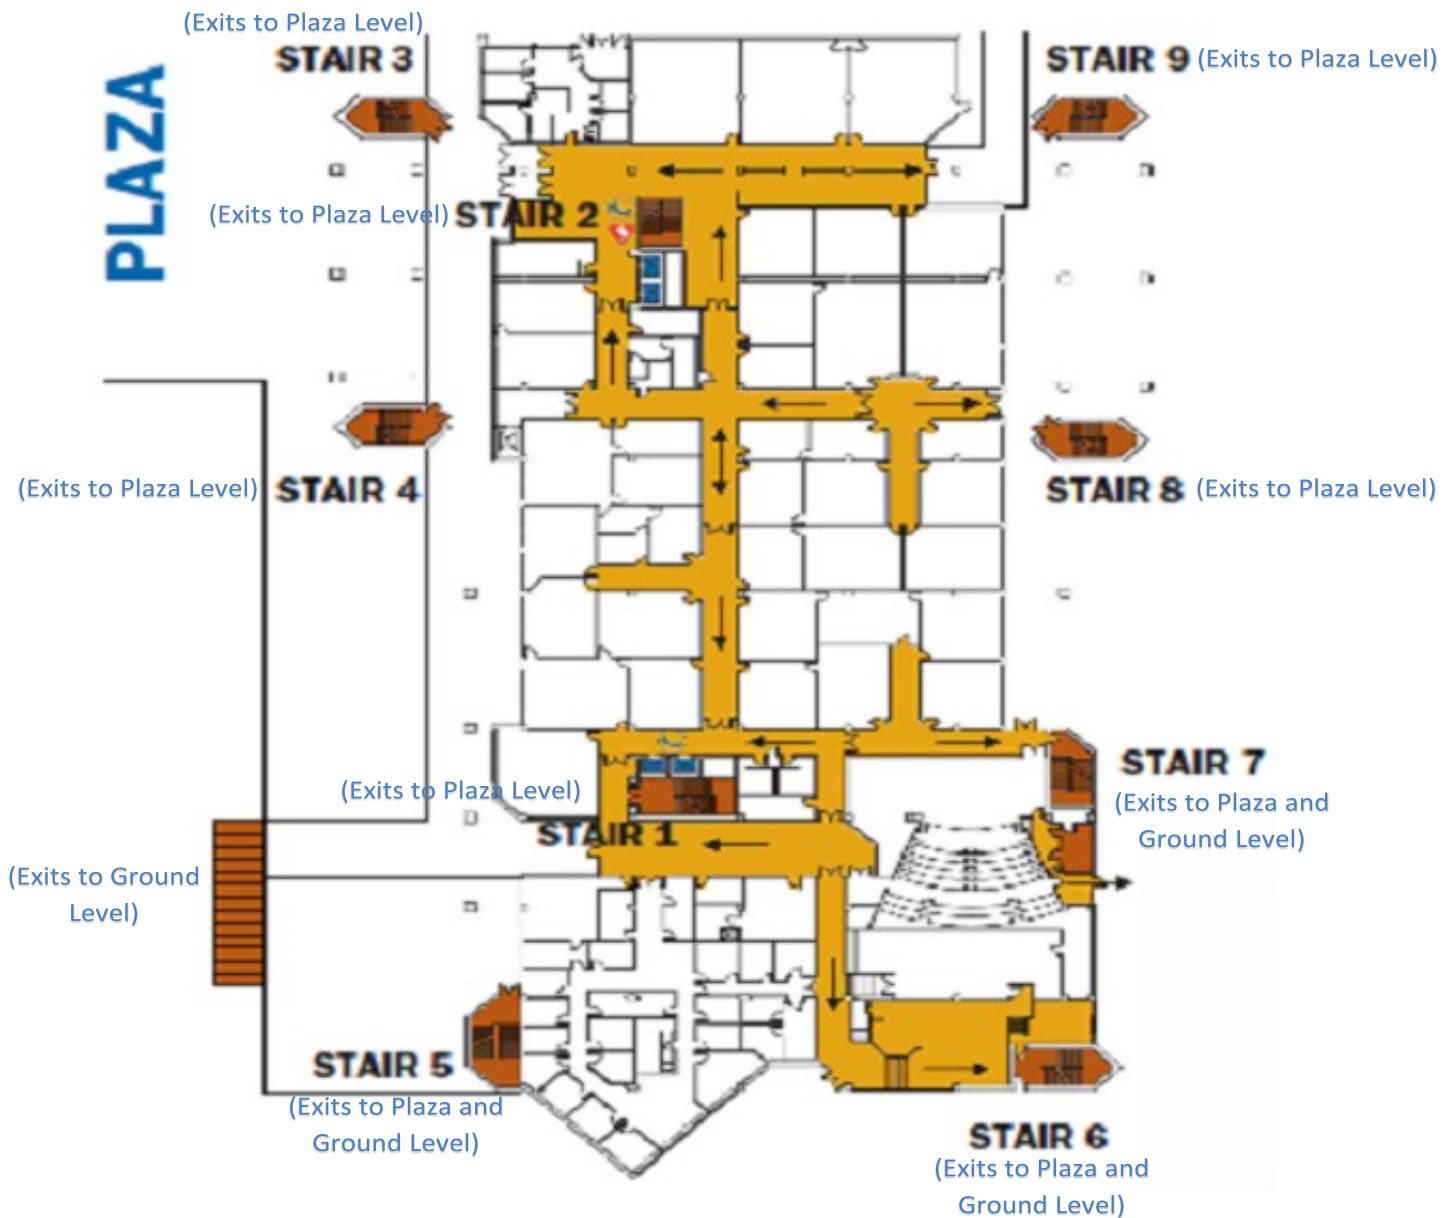 (Exits to Plaza Level)
STAIR 3
STAIR 9 (Exits to Plaza Level)
PLAZA
(Exits to Plaza Level) STAIR 2
(Exits to Plaza Level) STAIR 4
STAIR 8 (Exits to Plaza Level)
STAIR 7
(Exits to Plaza and
Ground Level)
(Exits to Plaza Level)
STAIR 1
(Exits to Ground
Level)
STAIR 5
(Exits to Plaza and
Ground Level)
STAIR 6
(Exits to Plaza and
Ground Level)